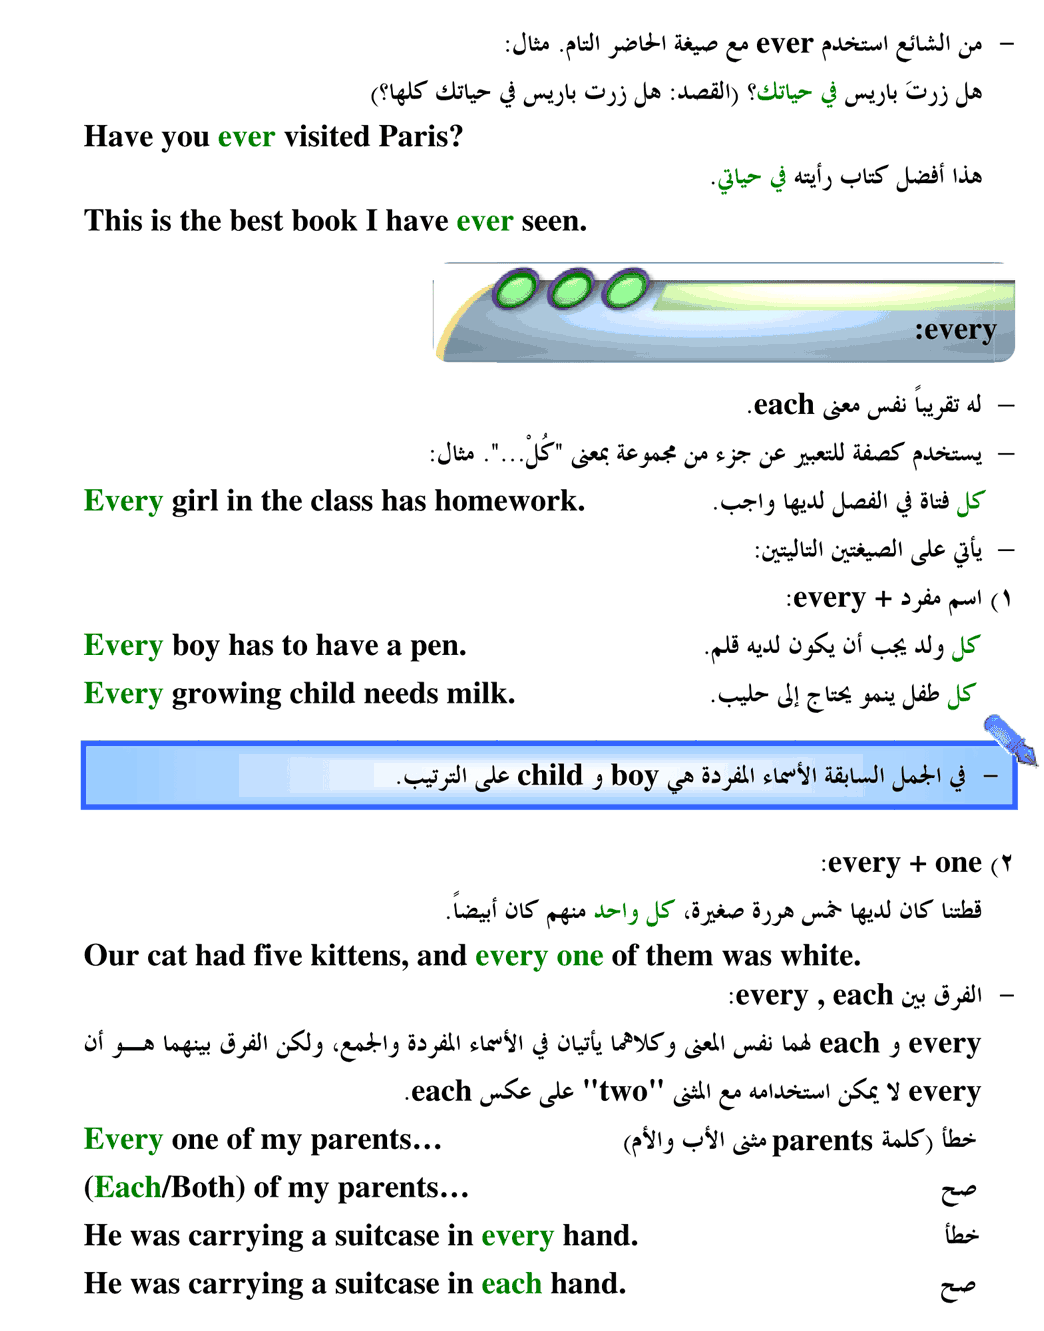 – من الشائع استخدم ever مع صيغة الحاضر التام. مثال:
هل زرتَ باريس في حياتك؟ (القصد: هل زرت باريس في حياتك كلها؟)
Have you ever visited Paris?
هذا أفضل كتاب رأيته في حياتي.
This is the best book I have ever seen.
every:
– له تقريباً نفس معنى each.
– يستخدم كصفة للتعبير عن جزء من مجموعة بمعنى "كُلْ...". مثال:
كل فتاة في الفصل لديها واجب. Every girl in the class has homework.
– يأتي على الصيغتين التاليتين:
١) اسم مفرد + every:
كل ولد يجب أن يكون لديه قلم. Every boy has to have a pen.
كل طفل ينمو يحتاج إلى حليب. Every growing child needs milk.
– في الجمل السابقة الأسماء المفردة هي boy و child على الترتيب.
٢) every + one:
قطتنا كان لديها خمس هررة صغيرة، كل واحد منهم كان أبيضاً.
Our cat had five kittens, and every one of them was white.
– الفرق بين every , each:
every و each لهما نفس المعنى وكلاهما يأتيان في الأسماء المفردة والجمع، ولكن الفرق بينهما هـــو أن
every لا يمكن استخدامه مع المثنى "two" على عكس each.
خطأ (كلمة parents مثنى الأب والأم) Every one of my parents…
صح (Each/Both) of my parents…
خطأ He was carrying a suitcase in every hand.
صح He was carrying a suitcase in each hand.